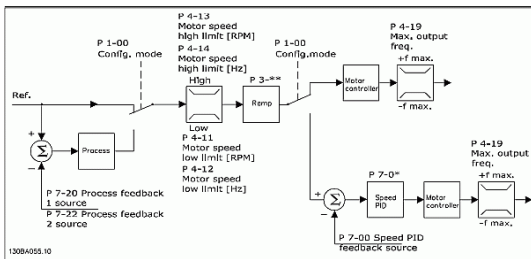 P 1-00
Config. mode
P 4-13
Motor speed
high limit [RPM]
P 4-14
Motor speed
high limit [Hz]
High
P 3-**
P 1-00
Config.mode
P 4-19
Max. output
freq.
+f max.
Motor
controller
-f max.
Ref.
Ramp
Low
P 4-11
Motor speed
low limit [RPM]
P 4-12
Motor speed
low limit [Hz]
+
Σ
–
Process
P 7-20 Process feedback
1 source
P 7-22 Process feedback
2 source
P 7-0*
+
Σ
–
Speed
PID
Motor
controller
P 4-19
Max. output
freq.
+f max.
-f max.
P 7-00 Speed PID
feedback source
130BA055.10